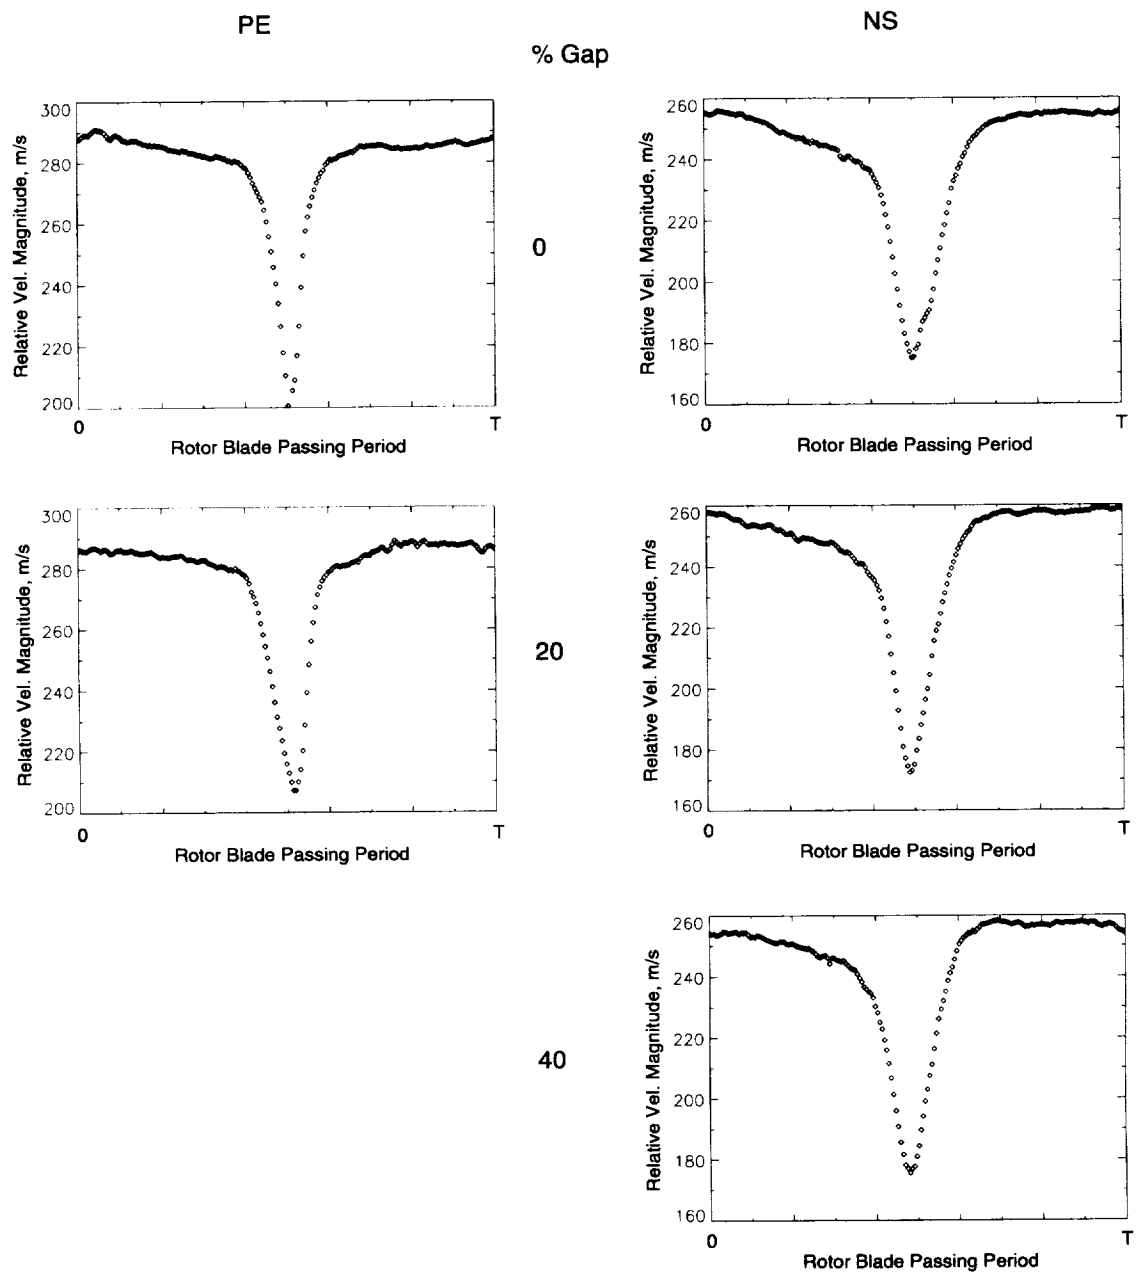 PE
NS
% Gap
300
280
260
240
220
200
Relative Vel. Magnitude, m/s
0
T
Rotor Blade Passing Period
0
260
240
220
200
180
160
Relative Vel. Magnitude, m/s
0
T
Rotor Blade Passing Period
300
280
260
240
220
200
Relative Vel. Magnitude, m/s
0
T
Rotor Blade Passing Period
20
260
240
220
200
180
160
Relative Vel. Magnitude, m/s
0
T
Rotor Blade Passing Period
40
260
240
220
200
180
160
Relative Vel. Magnitude, m/s
0
T
Rotor Blade Passing Period